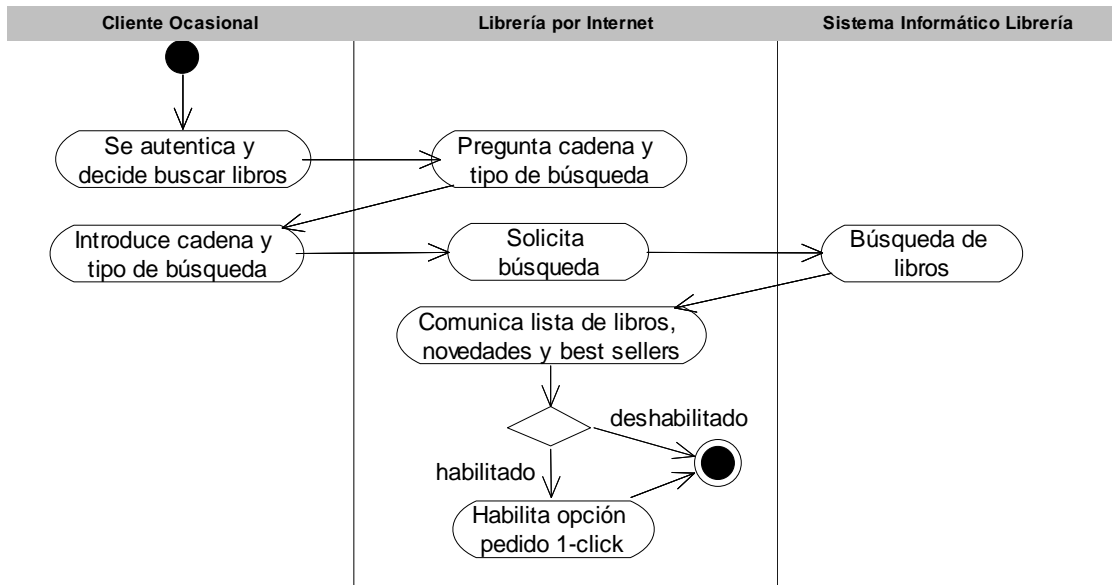 Cliente Ocasional
Librería por Internet
Sistema Informático Librería
Se autentica y
decide buscar libros
Pregunta cadena y
tipo de búsqueda
Introduce cadena y
tipo de búsqueda
Solicita
búsqueda
Búsqueda de
libros
Comunica lista de libros,
novedades y best sellers
deshabilitado
habilitado
Habilita opción
pedido 1-click